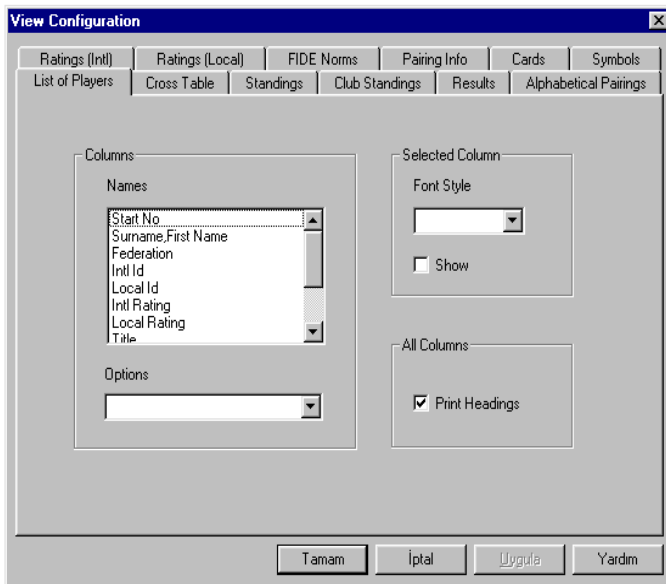 View Configuration
Ratings (Intl) Ratings (Local) FIDE Norms Pairing Info Cards Symbols
List of Players Cross Table Standings Club Standings Results Alphabetical Pairings
Columns
Names
Start No
Surname,First Name
Federation
Intl Id
Local Id
Intl Rating
Local Rating
Title
Options
Selected Column
Font Style
Show
All Columns
Print Headings
Tamam İptal Uygula Yardım